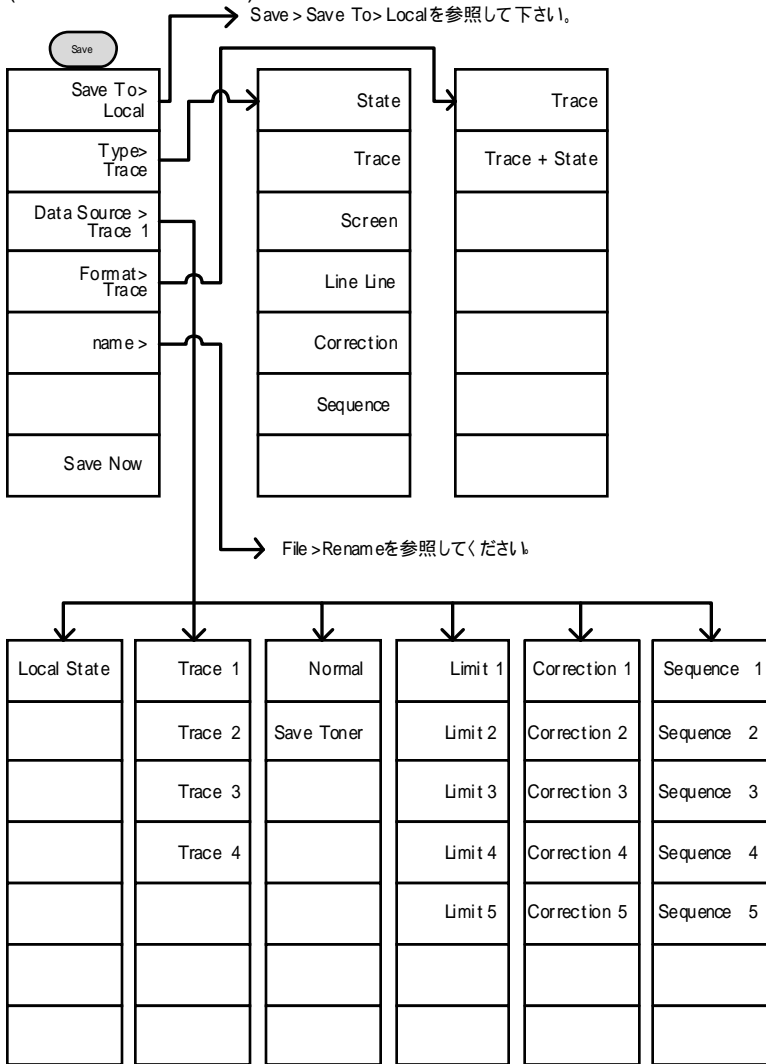 Save > Save To> Localを参照して下さい。
Save
Save To>
Local
Type>
Trace
Data Source >
Trace 1
Format>
Trace
name >
Save Now
State
Trace
Screen
Line Line
Correction
Sequence
Trace
Trace + State
File >Renameを参照してください。
Local State
Trace 1
Trace 2
Trace 3
Trace 4
Normal
Save Toner
Limit 1
Limit 2
Limit 3
Limit 4
Limit 5
Correction 1
Correction 2
Correction 3
Correction 4
Correction 5
Sequence 1
Sequence 2
Sequence 3
Sequence 4
Sequence 5